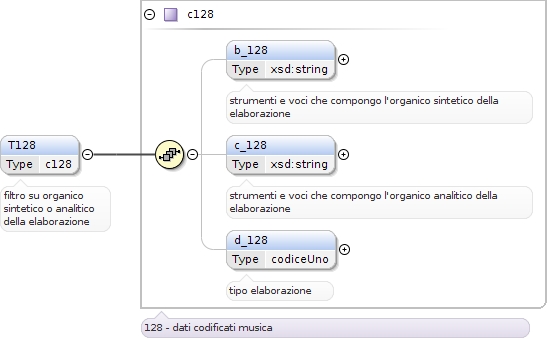 c128
b_128
Type xsd:string
strumenti e voci che compongo l'organico sintetico della
elaborazione
T128
Type c128
filtro su organico
sintetico o analitico
della elaborazione
c_128
Type xsd:string
strumenti e voci che compongo l'organico analitico della
elaborazione
d_128
Type codiceUno
tipo elaborazione
128 - dati codificati musica